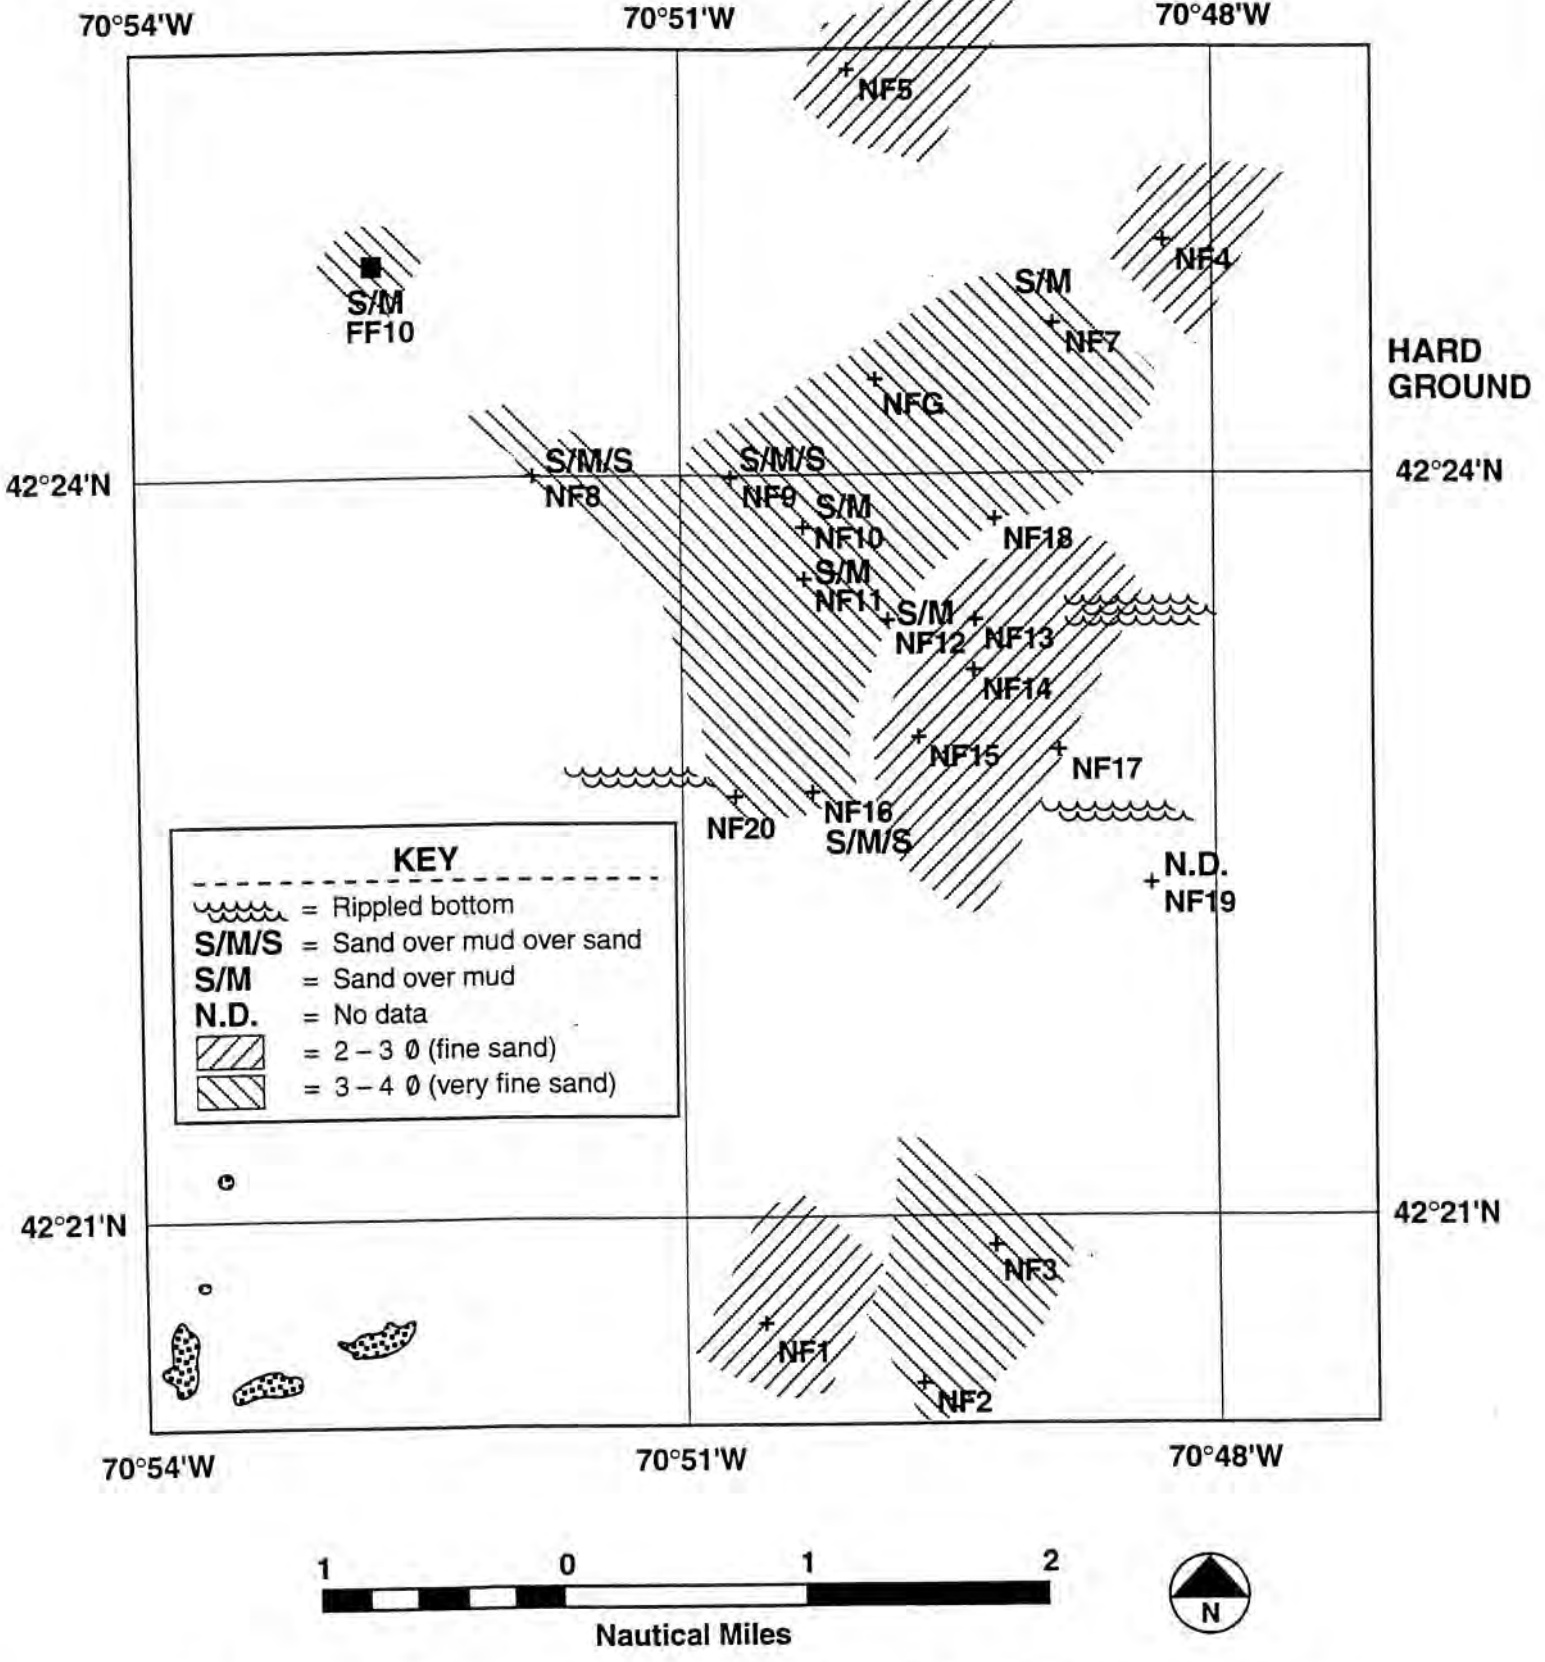 70°54'W
70°51'W
70°48'W
NF5
NF4
S/M
NF7
S/M
FF10
HARD
GROUND
NFG
42°24'N
S/M/S
NF8
S/M/S
NF9
42°24'N
S/M
NF10
NF18
S/M
NF11
S/M
NF12
NF13
NF14
NF15
NF17
NF20
NF16
S/M/S
N.D.
NF19
KEY
= Rippled bottom
S/M/S = Sand over mud over sand
S/M = Sand over mud
N.D. = No data
= 2 – 3 Ø (fine sand)
= 3 – 4 Ø (very fine sand)
42°21'N
42°21'N
NF3
NF1
NF2
70°54'W
70°51'W
70°48'W
1 0 1 2
Nautical Miles
N